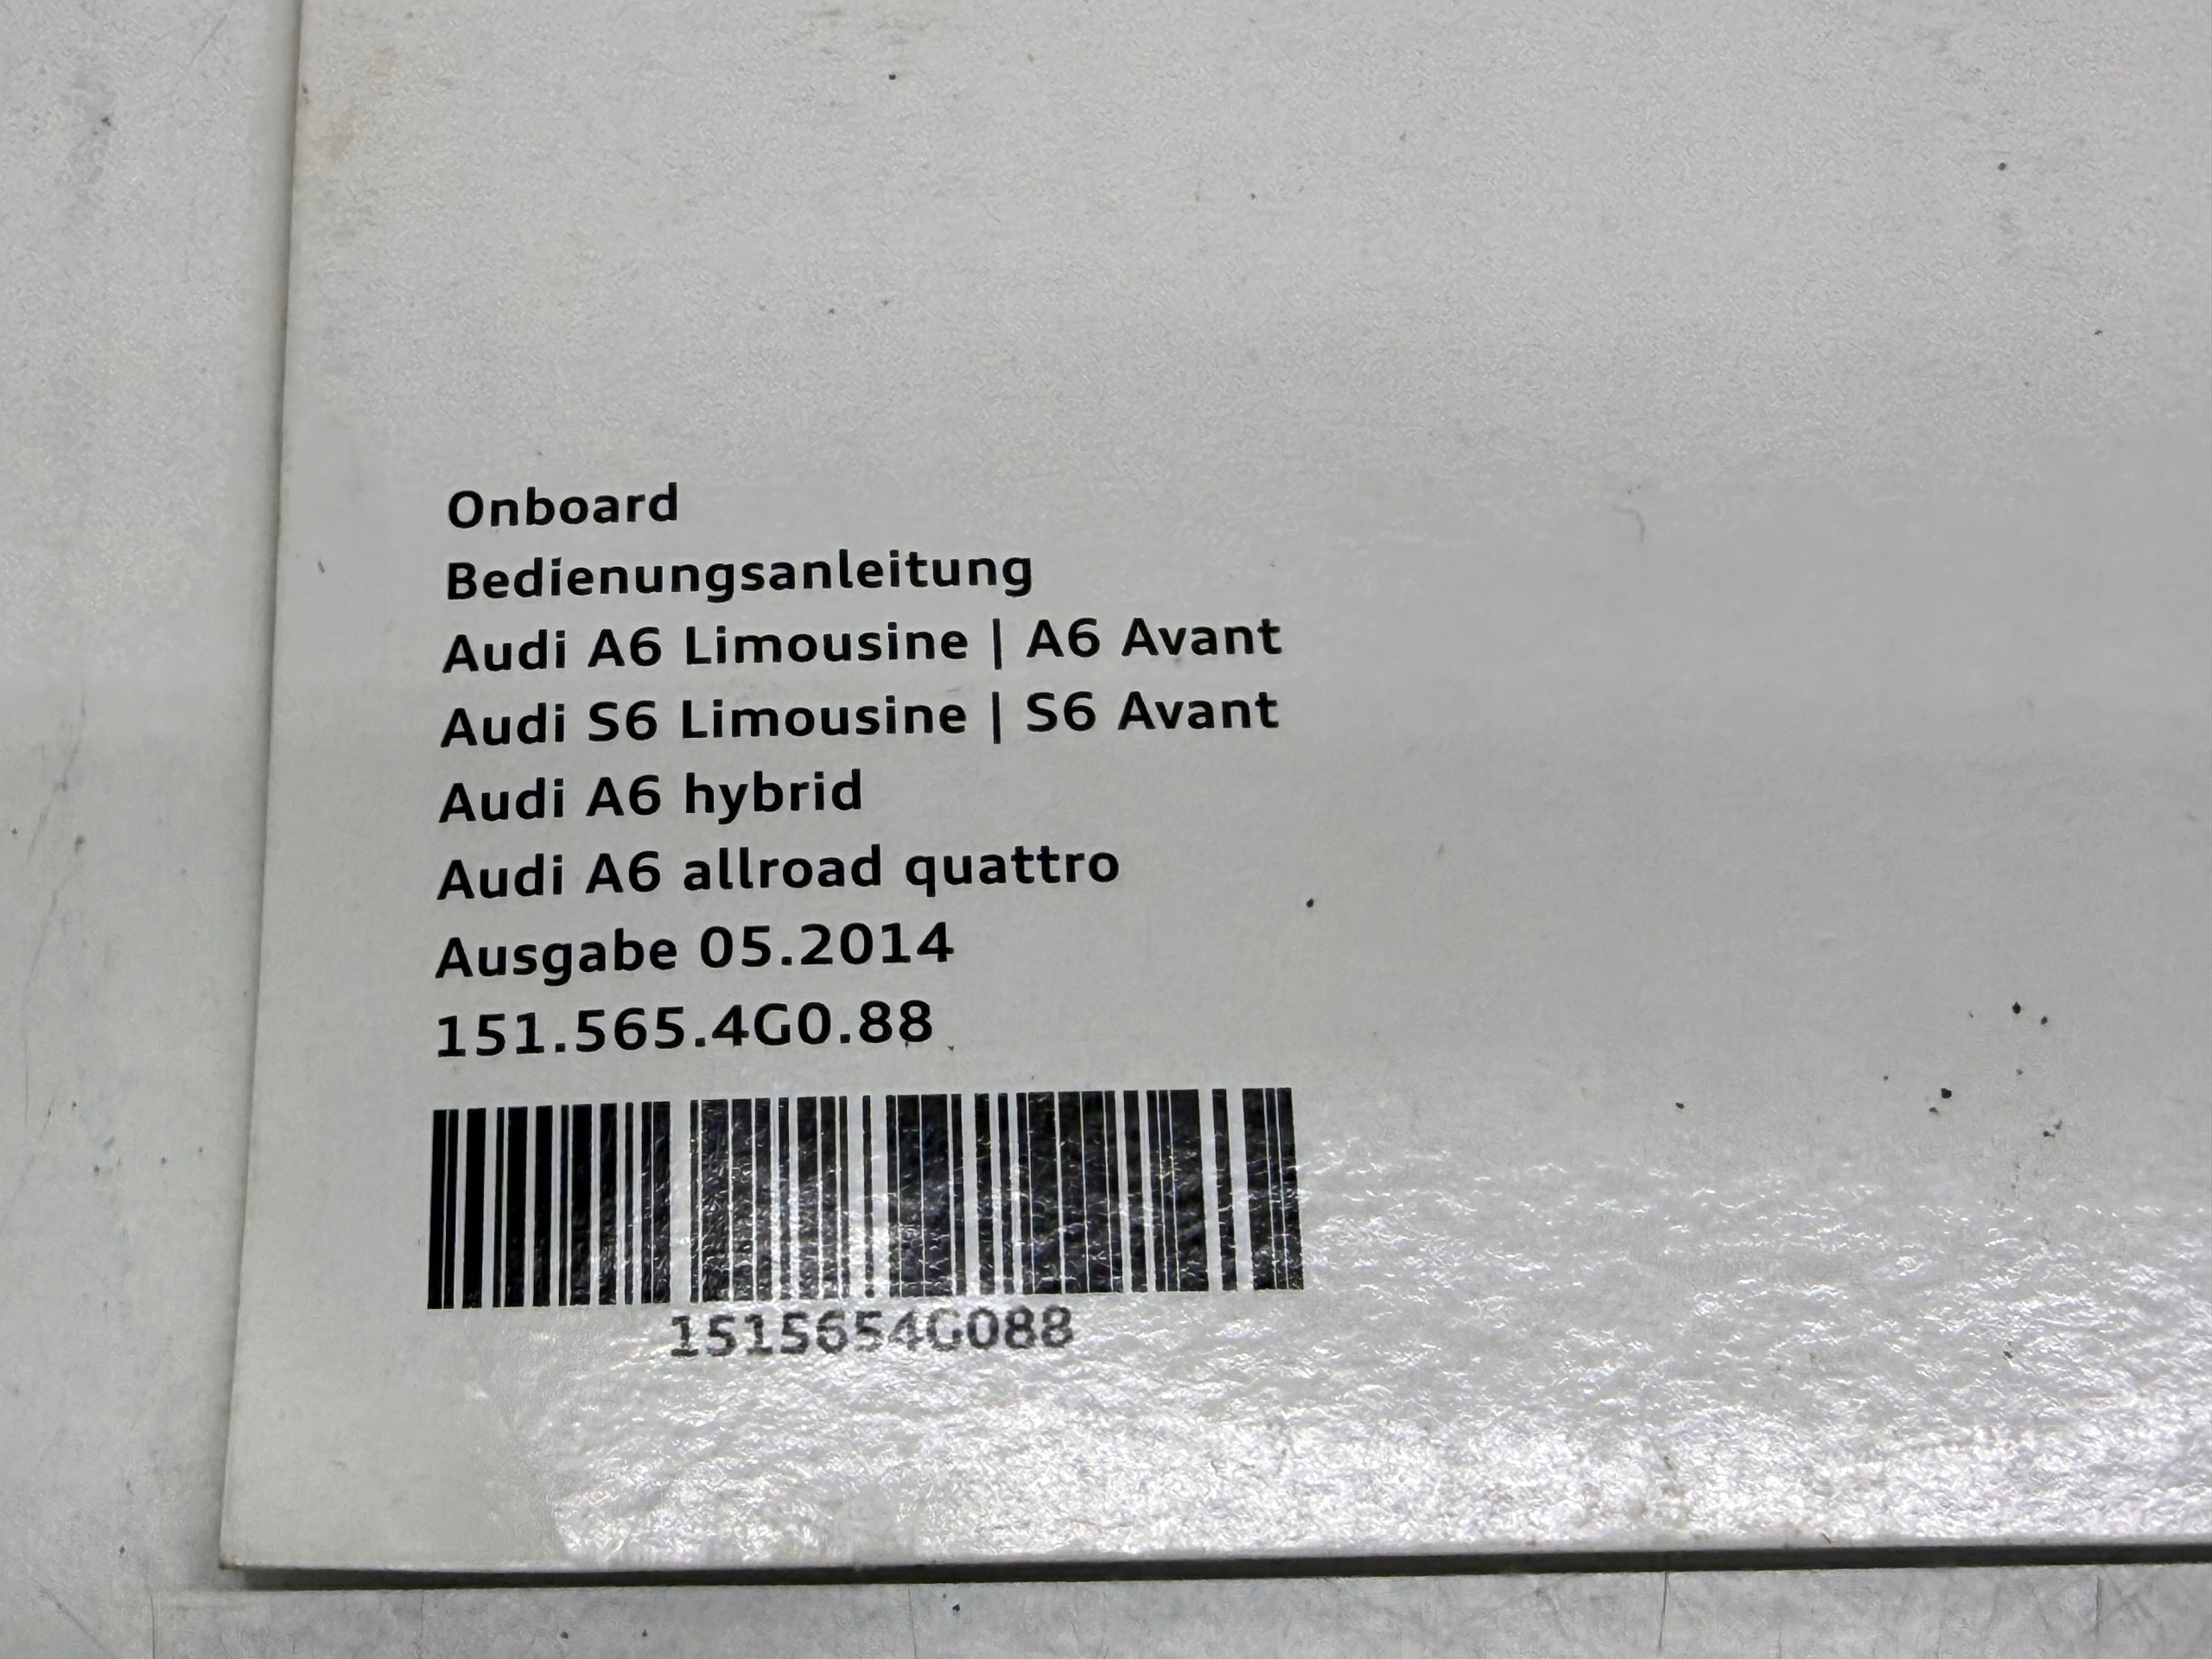 Onboard
Bedienungsanleitung
Audi A6 Limousine | A6 Avant
Audi S6 Limousine | S6 Avant
Audi A6 hybrid
Audi A6 allroad quattro
Ausgabe 05.2014
151.565.4G0.88
1515654G088